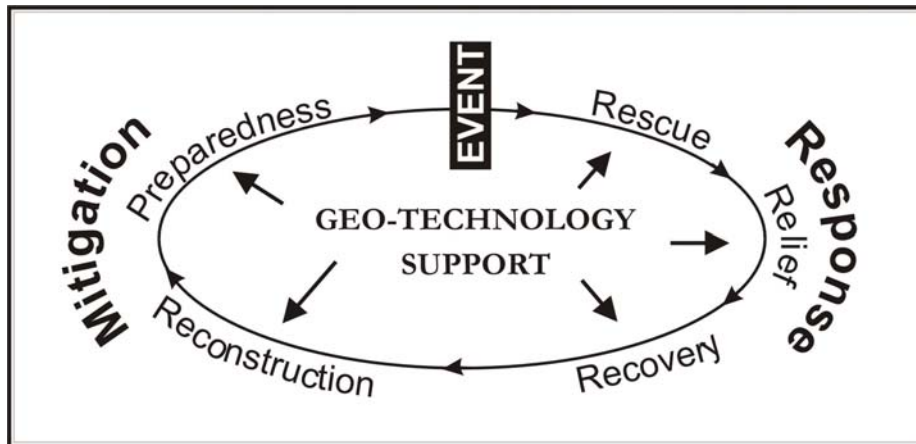 EVENT
Preparedness
Rescue
Mitigation
Response
Relief
GEO-TECHNOLOGY
SUPPORT
Reconstruction
Recovery